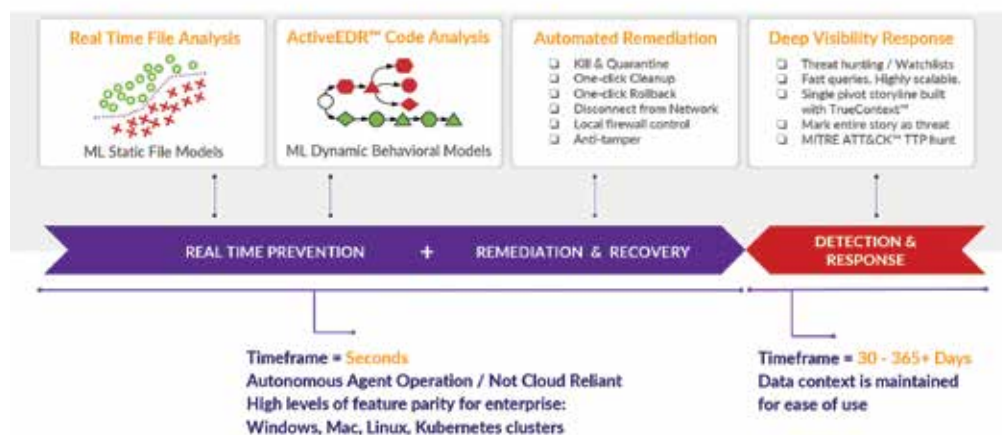 Real Time File Analysis
ML Static File Models
ActiveEDR™ Code Analysis
ML Dynamic Behavioral Models
Automated Remediation
❏ Kill & Quarantine
❏ One-click Cleanup
❏ One-click Rollback
❏ Disconnect from Network
❏ Local firewall control
❏ Anti-tamper
Deep Visibility Response
❏ Threat hunting / Watchlists
❏ Fast queries. Highly scalable.
❏ Single pivot storyline built
with TrueContext™
❏ Mark entire story as threat
❏ MITRE ATT&CK™ TTP hunt
REAL TIME PREVENTION + REMEDIATION & RECOVERY
DETECTION &
RESPONSE
Timeframe = Seconds
Autonomous Agent Operation / Not Cloud Reliant
High levels of feature parity for enterprise:
Windows, Mac, Linux, Kubernetes clusters
Timeframe = 30 - 365+ Days
Data context is maintained
for ease of use